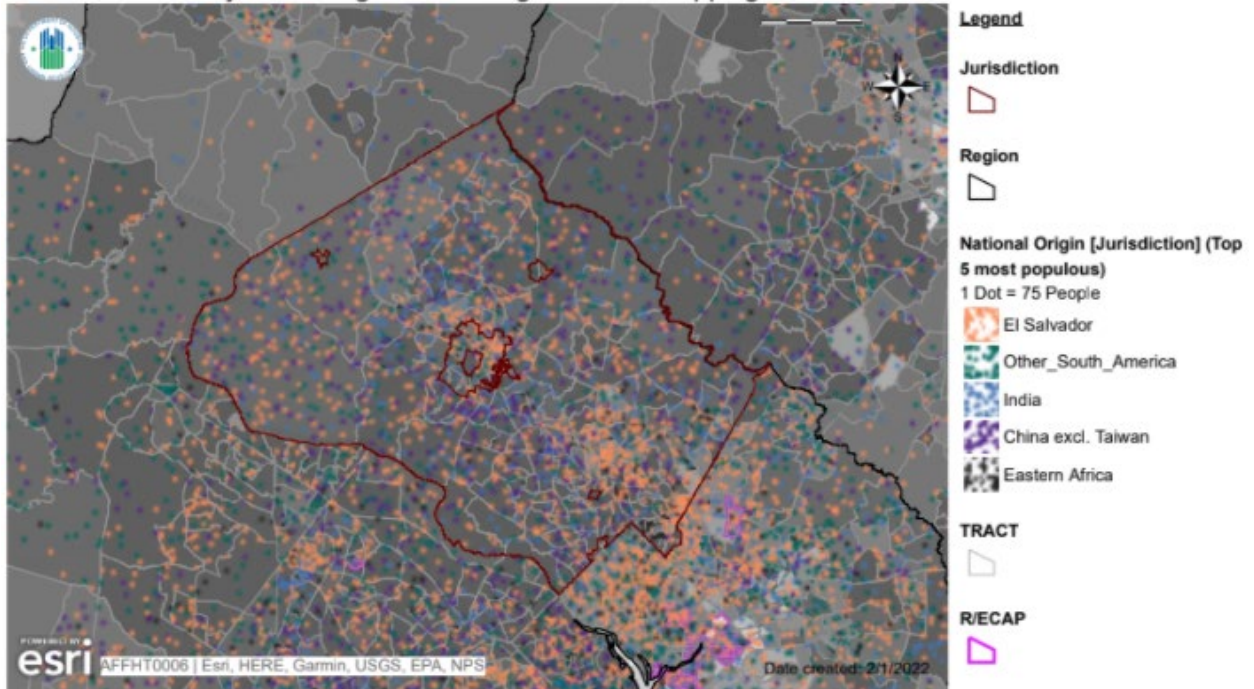 N
W E
S
POWERED BY
esri
AFFHT0006 | Esri, HERE, Garmin, USGS, EPA, NPS
Date created: 2/1/2022
Legend
Jurisdiction
Region
National Origin [Jurisdiction] (Top
5 most populous)
1 Dot = 75 People
El Salvador
Other_South_America
India
China excl. Taiwan
Eastern Africa
TRACT
R/ECAP